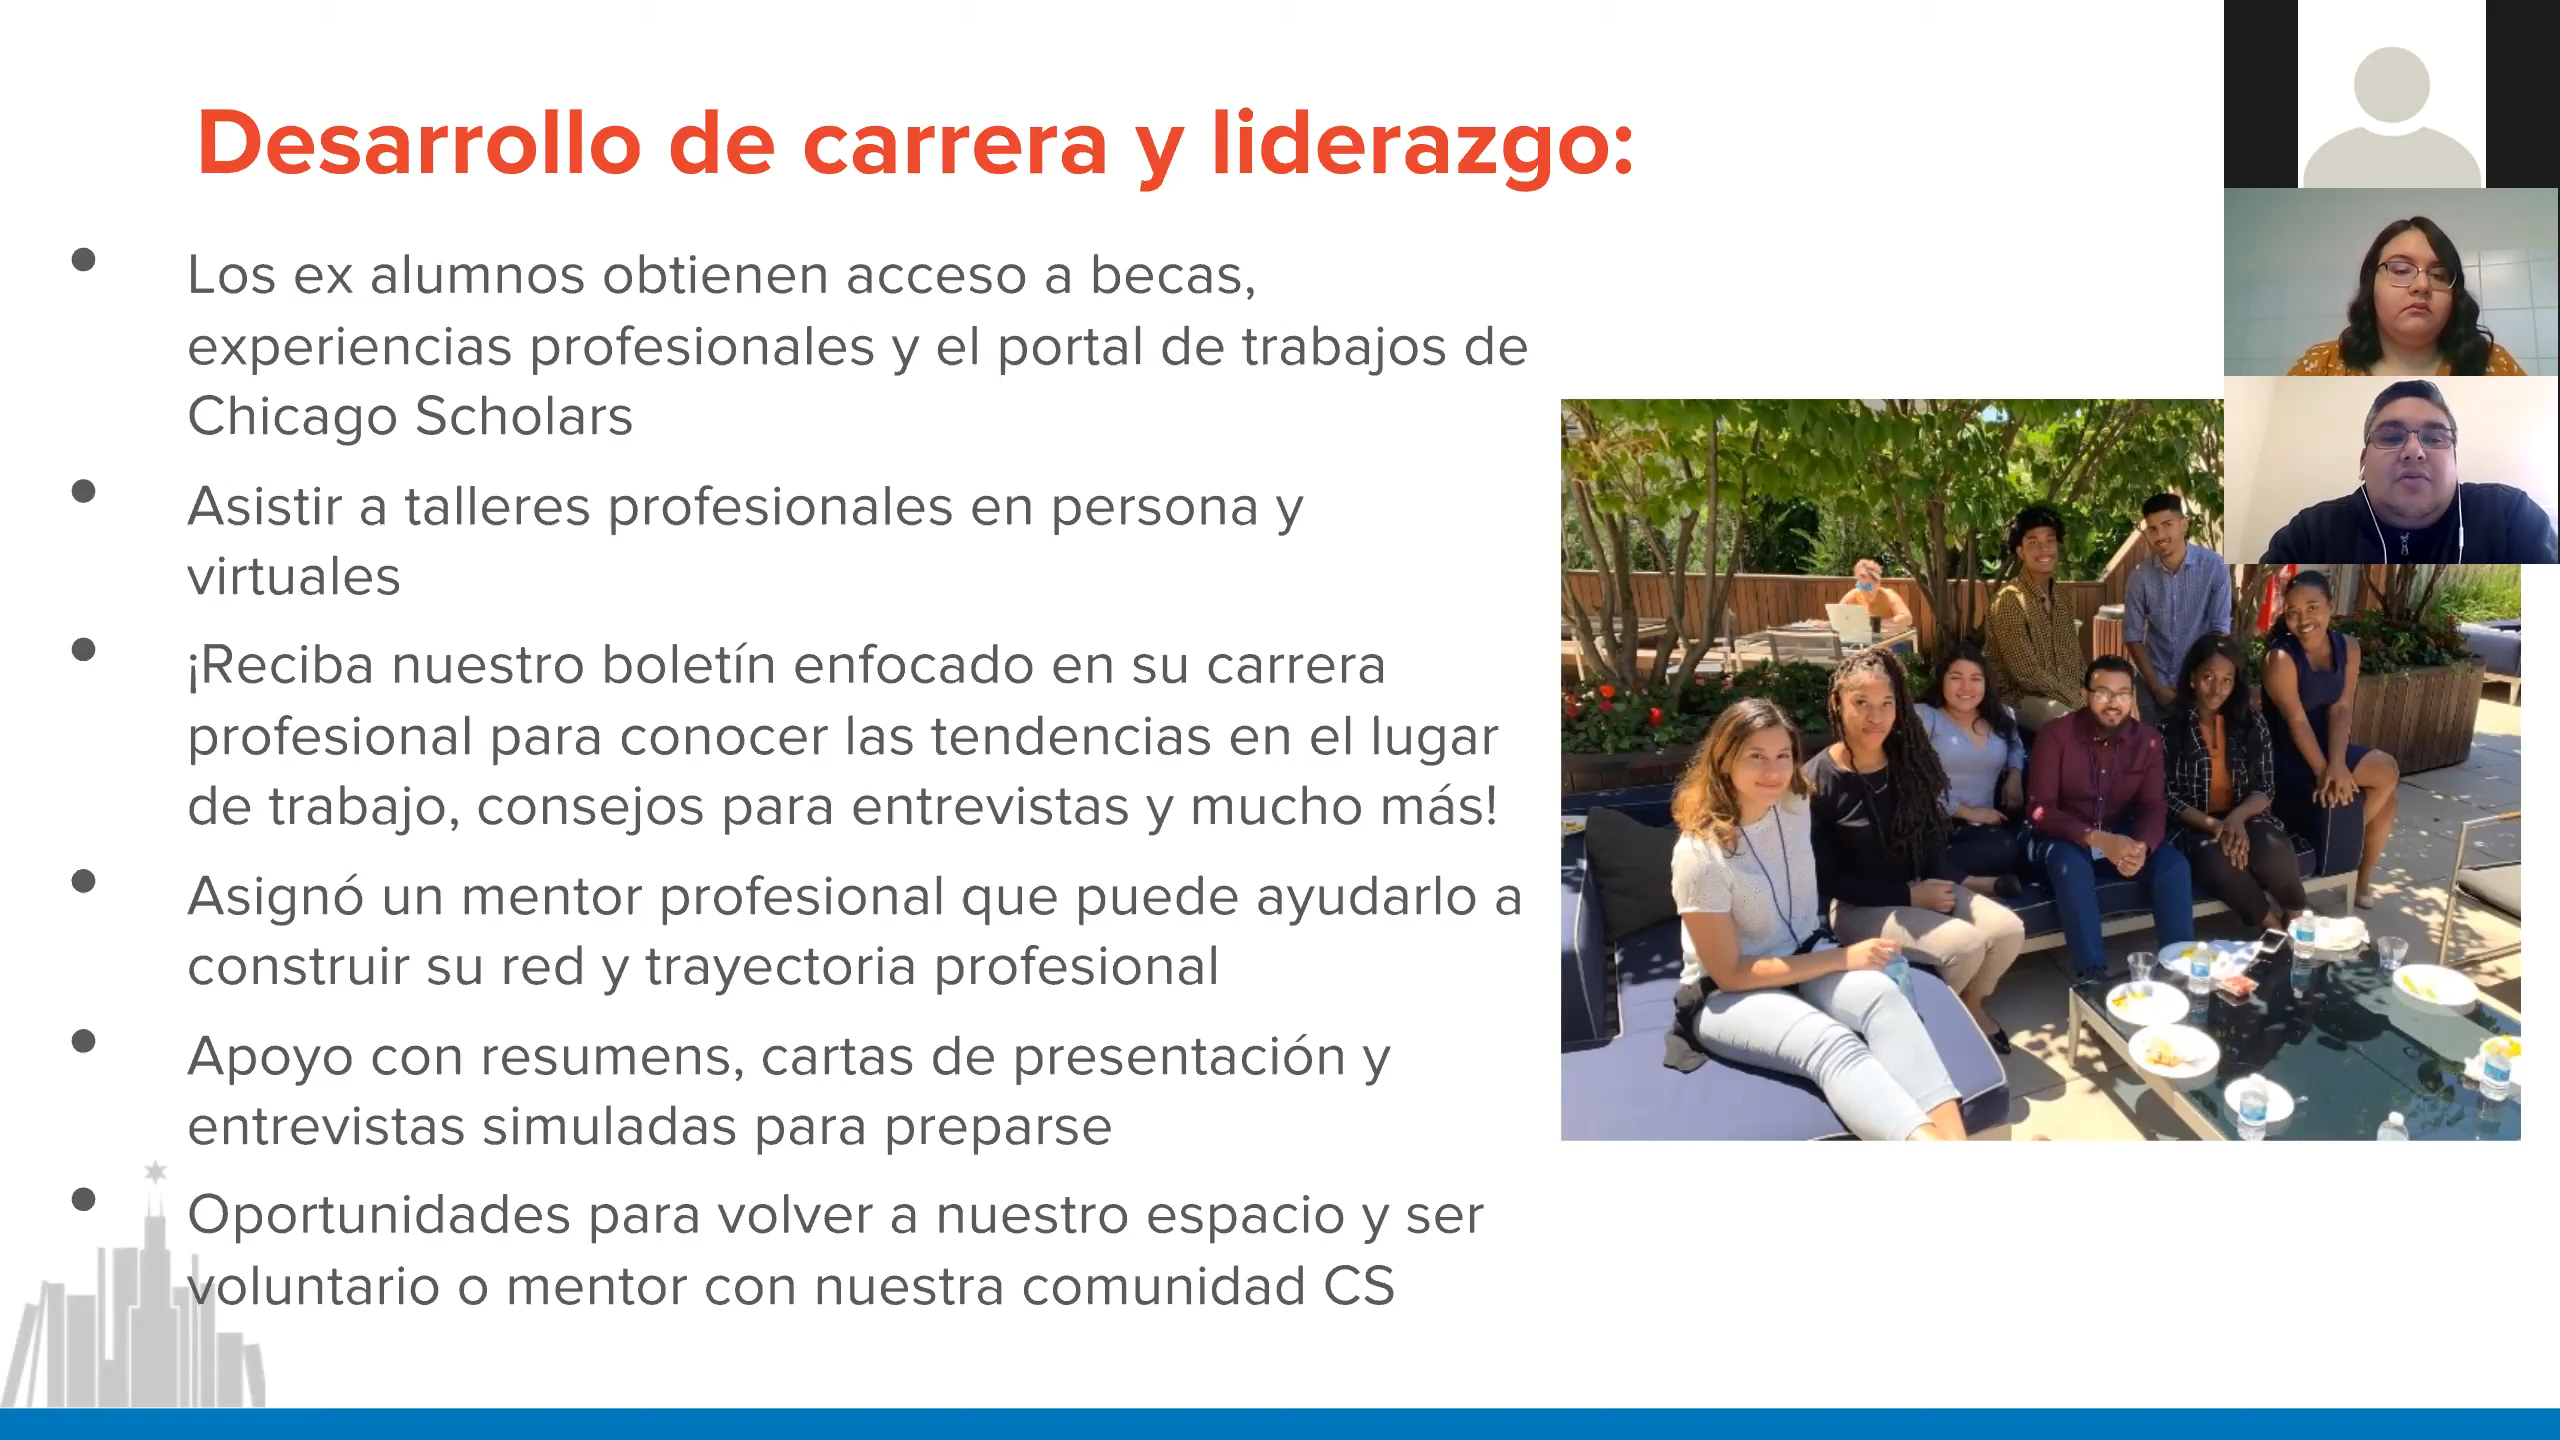 Desarrollo de carrera y liderazgo:
Los ex alumnos obtienen acceso a becas,
experiencias profesionales y el portal de trabajos de
Chicago Scholars
Asistir a talleres profesionales en persona y
virtuales
¡Reciba nuestro boletín enfocado en su carrera
profesional para conocer las tendencias en el lugar
de trabajo, consejos para entrevistas y mucho más!
Asignó un mentor profesional que puede ayudarlo a
construir su red y trayectoria profesional
Apoyo con resumens, cartas de presentación y
entrevistas simuladas para preparse
Oportunidades para volver a nuestro espacio y ser
voluntario o mentor con nuestra comunidad CS